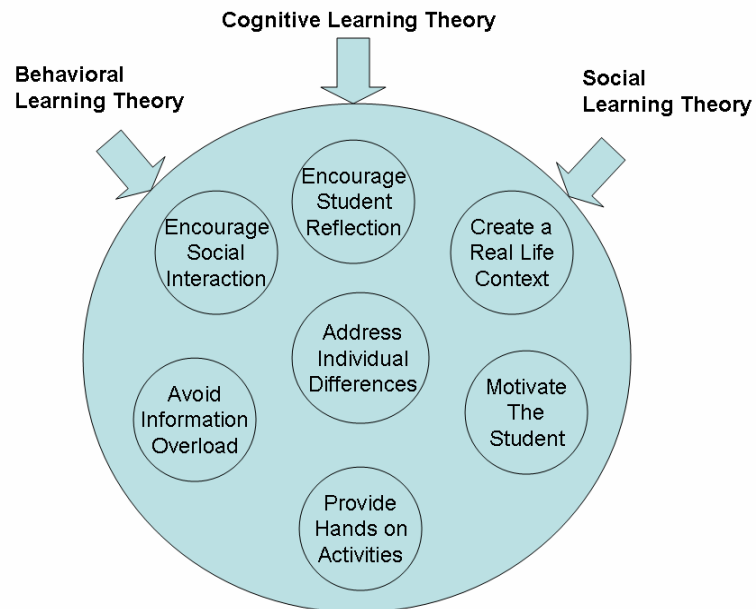 Cognitive Learning Theory
Behavioral
Learning Theory
Social
Learning Theory
Encourage
Student
Reflection
Encourage
Social
Interaction
Create a
Real Life
Context
Address
Individual
Differences
Avoid
Information
Overload
Motivate
The
Student
Provide
Hands on
Activities